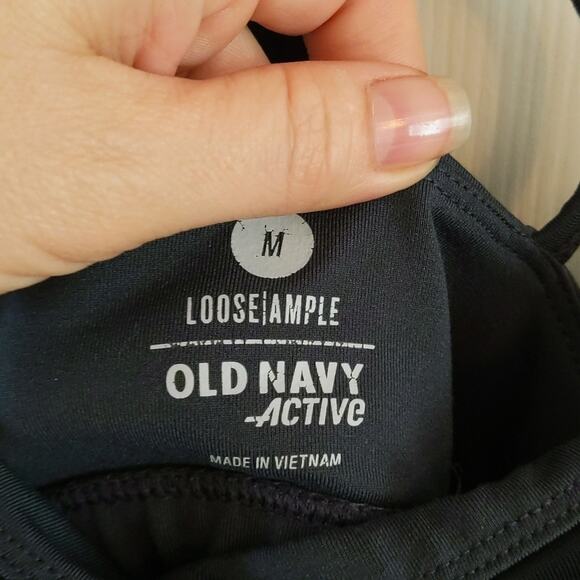 M
LOOSE|AMPLE
OLD NAVY
-ACTIVE
MADE IN VIETNAM